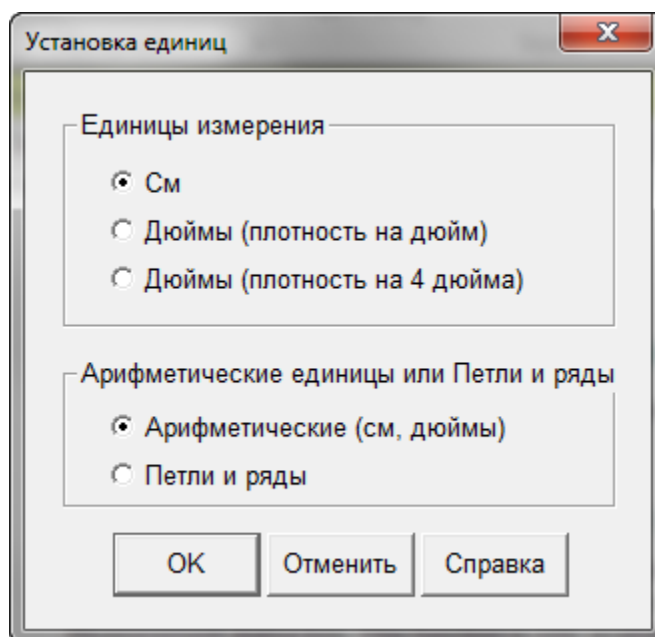 Установка единиц
Единицы измерения
См
Дюймы (плотность на дюйм)
Дюймы (плотность на 4 дюйма)
Арифметические единицы или Петли и ряды
Арифметические (см, дюймы)
Петли и ряды
OK Отменить Справка